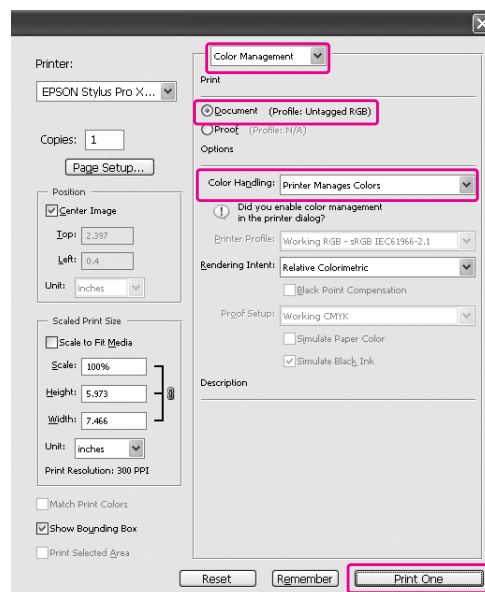 Printer:
EPSON Stylus Pro X...
Copies: 1
Page Setup...
Position
Center Image
Top: 2.397
Left: 0.4
Unit: inches
Scaled Print Size
Scale to Fit Media
Scale: 100%
Height: 5.973
Width: 7.466
Unit: inches
Print Resolution: 300 PPI
Match Print Colors
Show Bounding Box
Print Selected Area
Color Management
Print
Document (Profile: Untagged RGB)
Proof (Profile: N/A)
Options
Color Handling: Printer Manages Colors
Did you enable color management
in the printer dialog?
Printer Profile: Working RGB - sRGB IEC61966-2.1
Rendering Intent: Relative Colorimetric
Black Point Compensation
Proof Setup: Working CMYK
Simulate Paper Color
Simulate Black Ink
Description
Reset Remember Print One